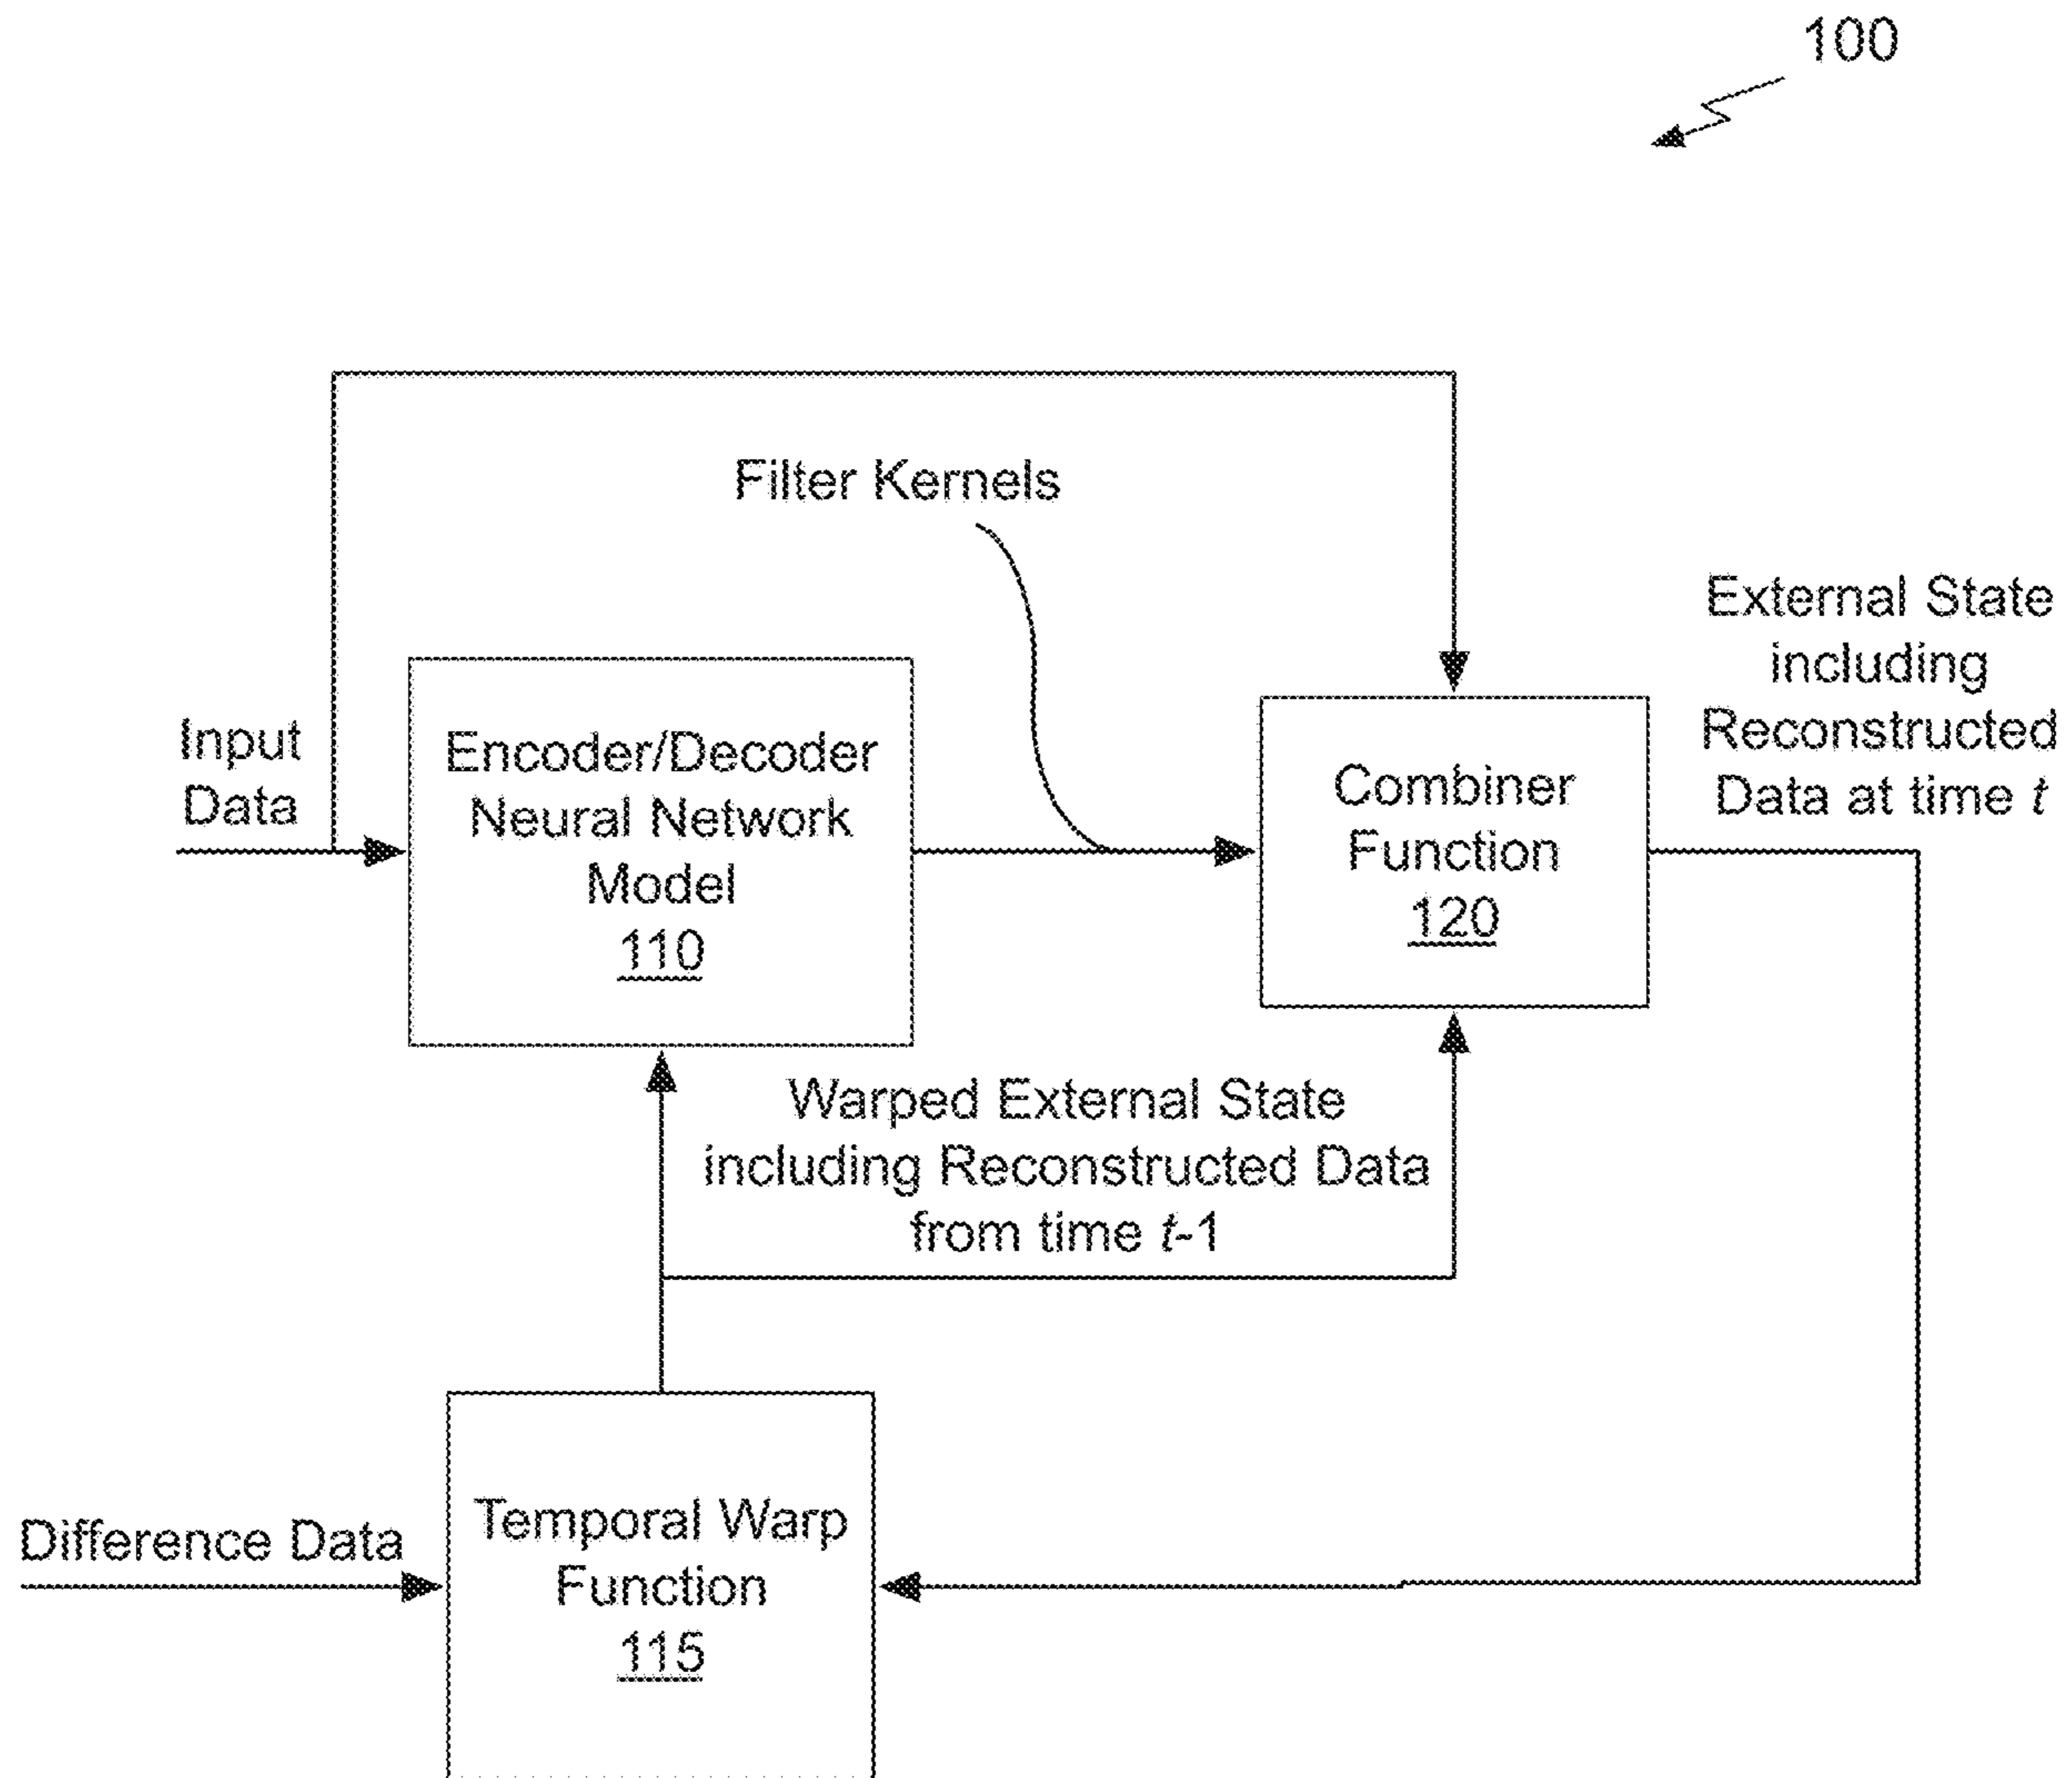 100
Filter Kernels
External State
including
Reconstructed
Data at time t
Input
Data
Encoder/Decoder
Neural Network
Model
110
Combiner
Function
120
Warped External State
including Reconstructed Data
from time t-1
Difference Data
Temporal Warp
Function
115